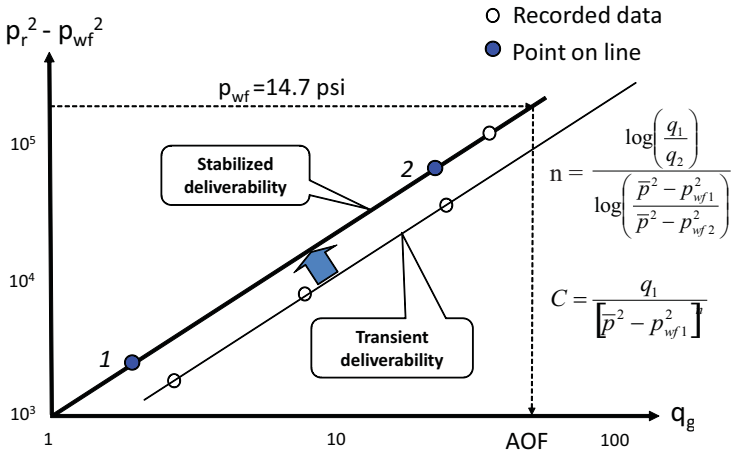 Recorded data
Point on line
p_r^2 - p_wf^2
p_wf =14.7 psi
10^5
10^4
10^3
Stabilized
deliverability
Transient
deliverability
1
2
n = log(q_1/q_2) / log((p̅^2 − p_wf1^2)/(p̅^2 − p_wf2^2))
C = q_1 / [p̅^2 − p_wf1^2]^n
1
10
AOF
100
q_g